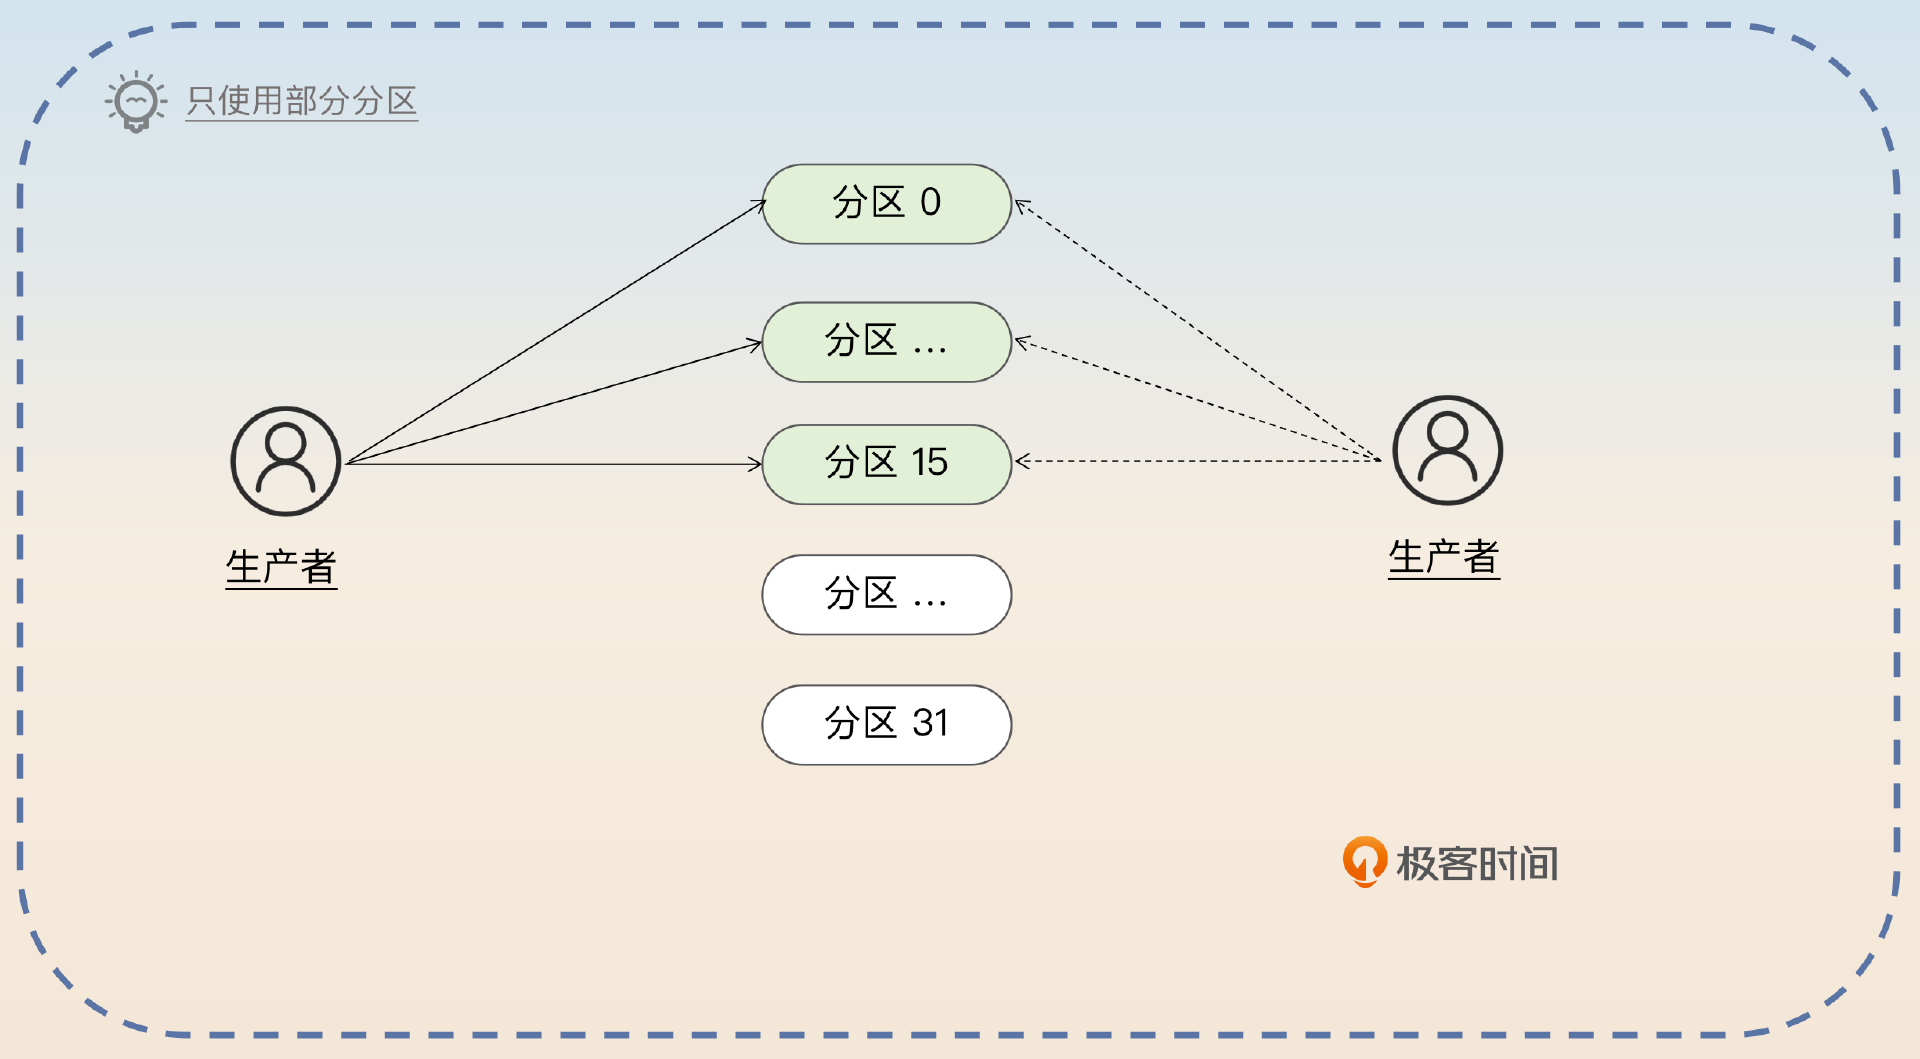 只使用部分分区
分区 0
分区 ...
分区 15
分区 ...
分区 31
生产者
生产者
极客时间